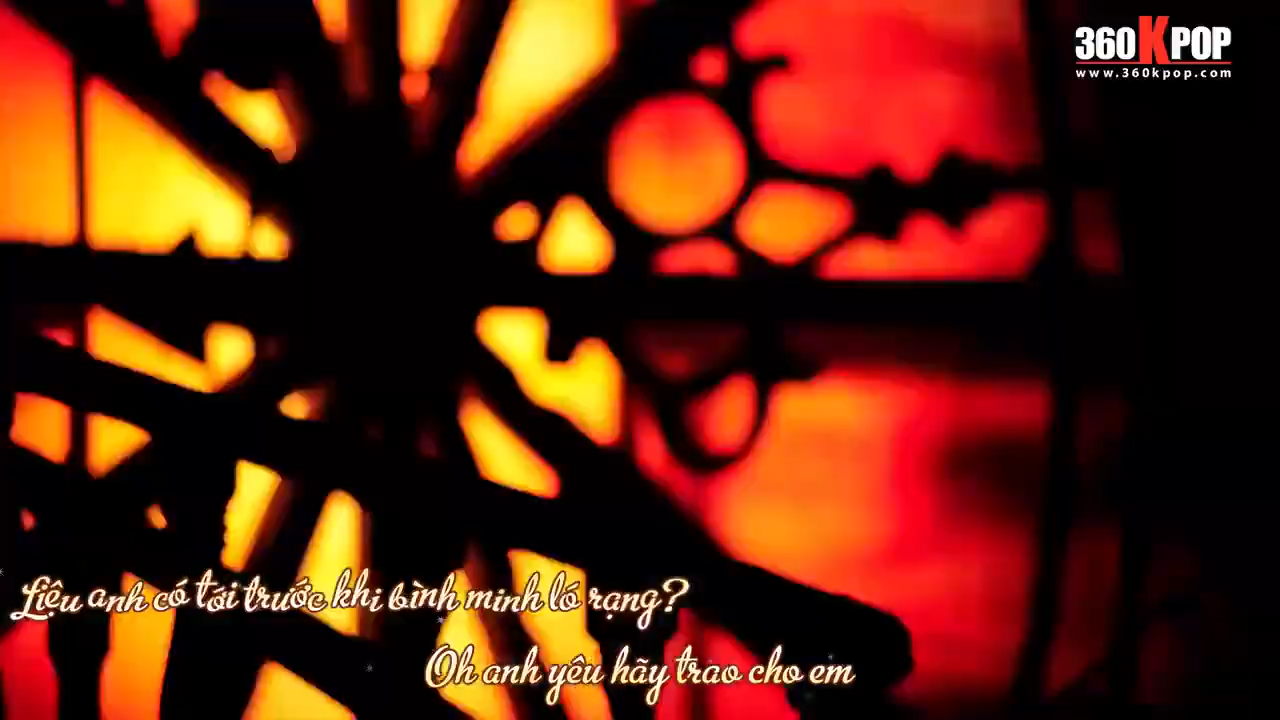 360KPOP
www.360kpop.com
Liệu anh có tới trước khi bình minh ló rạng?
Oh anh yêu hãy trao cho em